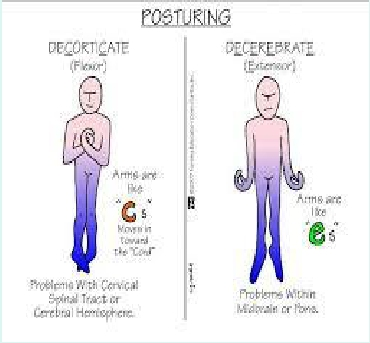 POSTURING
DECORTICATE
(Flexor)
Arms are
like
"C's"
Moves in
Toward
the "Cord"
Problems With Cervical
Spinal Tract or
Cerebral Hemisphere.
DECEREBRATE
(Extensor)
Arms are
like
"e's"
Problems Within
Midbrain or Pons.